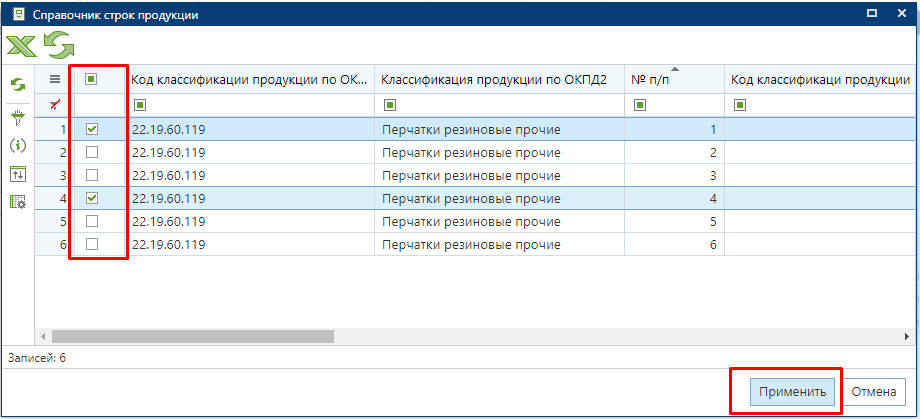 Справочник строк продукции
Код классификации продукции по ОК... Классификация продукции по ОКПД2 № п/п Код классификаци продукции
1 22.19.60.119 Перчатки резиновые прочие 1
2 22.19.60.119 Перчатки резиновые прочие 2
3 22.19.60.119 Перчатки резиновые прочие 3
4 22.19.60.119 Перчатки резиновые прочие 4
5 22.19.60.119 Перчатки резиновые прочие 5
6 22.19.60.119 Перчатки резиновые прочие 6
Записей: 6
Применить Отмена